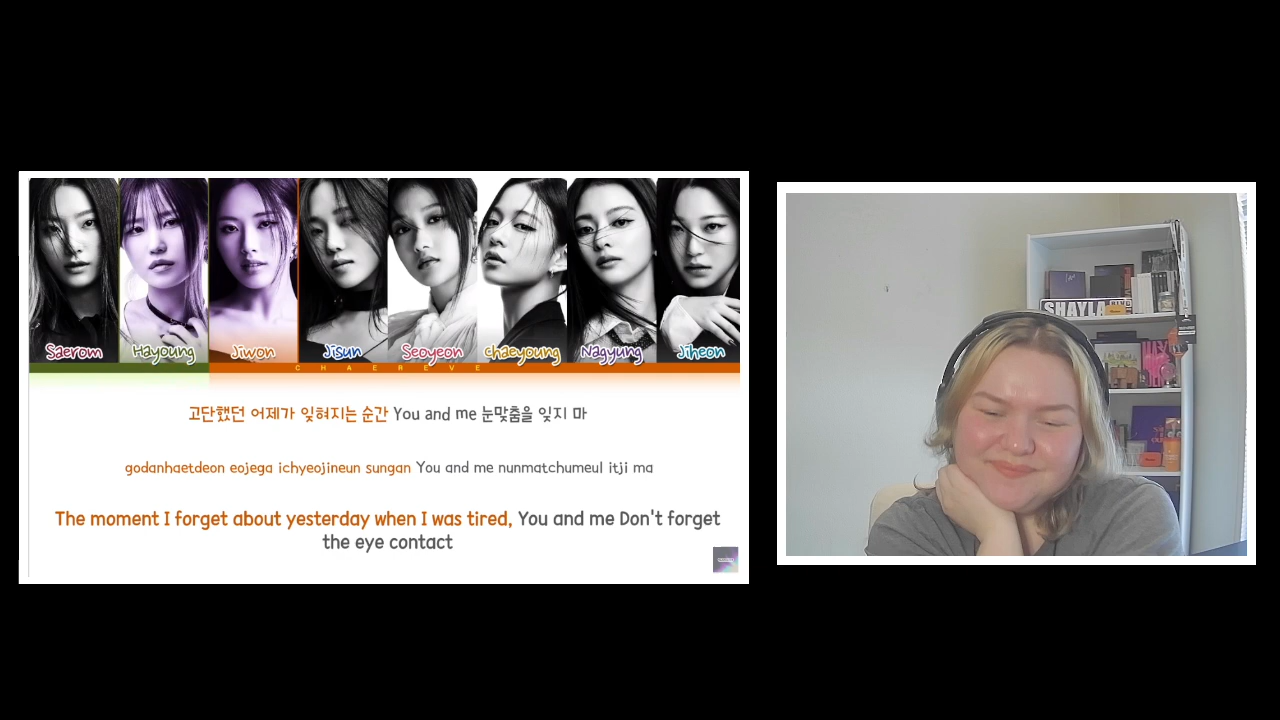 Saerom Hayoung Jiwon Jisun Seoyeon Chaeyoung Nagyung Jiheon
CHAEREVE
고단했던 어제가 잊혀지는 순간 You and me 눈맞춤을 잊지 마
godanhaetdeon eojega ichyeojineun sungan You and me nunmatchumeul itji ma
The moment I forget about yesterday when I was tired, You and me Don't forget
the eye contact
SHAYLA